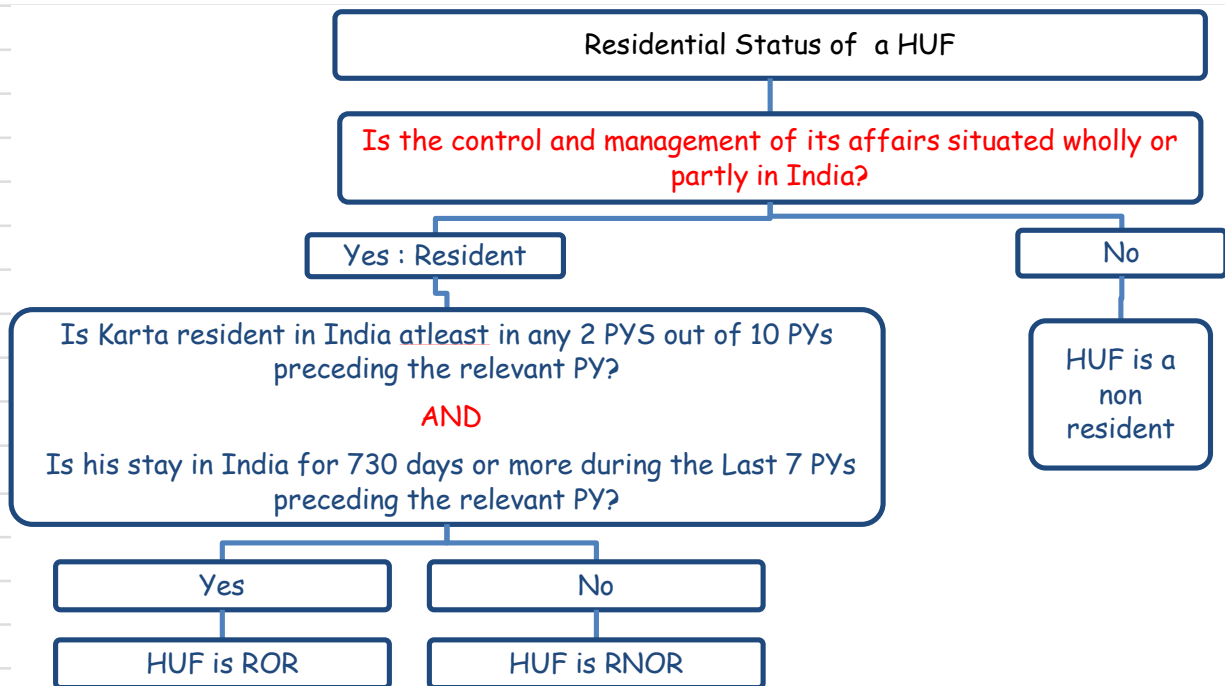 Residential Status of a HUF
Is the control and management of its affairs situated wholly or
partly in India?
Yes : Resident
No
Is Karta resident in India atleast in any 2 PYS out of 10 PYs
preceding the relevant PY?
AND
Is his stay in India for 730 days or more during the Last 7 PYs
preceding the relevant PY?
HUF is a
non
resident
Yes
No
HUF is ROR
HUF is RNOR